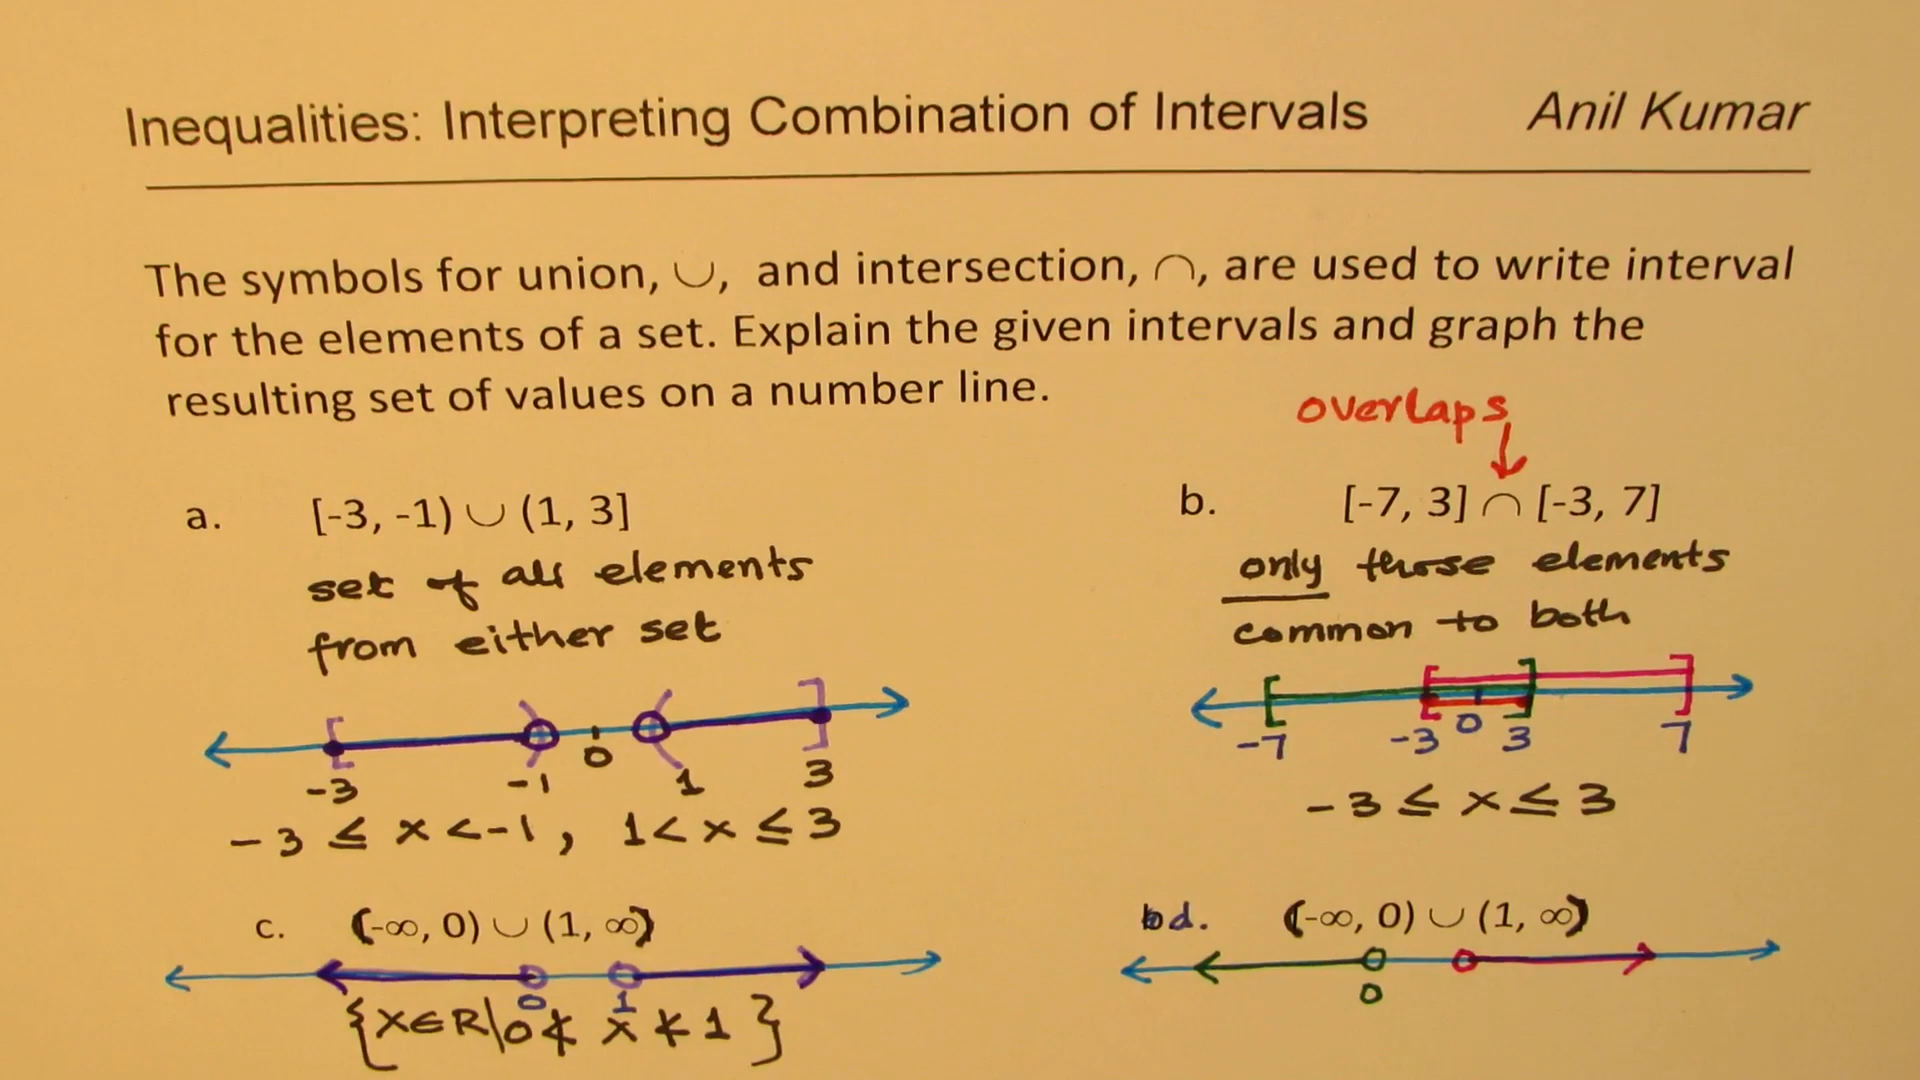 Inequalities: Interpreting Combination of Intervals Anil Kumar
The symbols for union, ∪, and intersection, ∩, are used to write interval
for the elements of a set. Explain the given intervals and graph the
resulting set of values on a number line.
overlaps
a. [-3, -1) ∪ (1, 3]
set of all elements
from either set
-3 -1 0 1 3
-3 ≤ x < -1, 1 < x ≤ 3
b. [-7, 3] ∩ [-3, 7]
only those elements
common to both
-7 -3 0 3 7
-3 ≤ x ≤ 3
c. (-∞, 0) ∪ (1, ∞)
0 1
{x∈R\0≮ x ≮ 1}
d. (-∞, 0) ∪ (1, ∞)
0